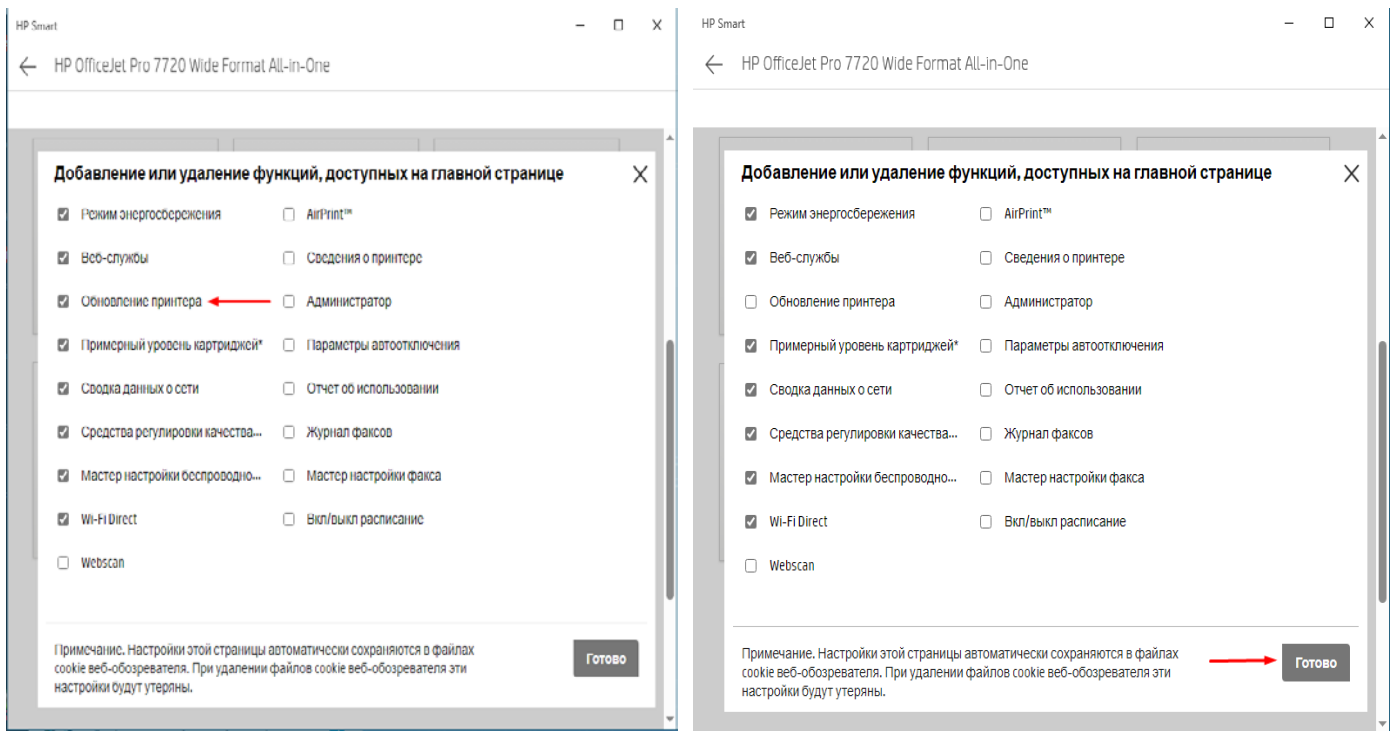 HP Smart
HP OfficeJet Pro 7720 Wide Format All-in-One
Добавление или удаление функций, доступных на главной странице
Режим энергосбережения
AirPrint™
Веб-службы
Сведения о принтере
Обновление принтера
Администратор
Примерный уровень картриджей*
Параметры автоотключения
Сводка данных о сети
Отчет об использовании
Средства регулировки качества...
Журнал факсов
Мастер настройки беспроводно...
Мастер настройки факса
Wi-Fi Direct
Вкл/выкл расписание
Webscan
Примечание. Настройки этой страницы автоматически сохраняются в файлах
cookie веб-обозревателя. При удалении файлов cookie веб-обозревателя эти
настройки будут утеряны.
Готово
HP Smart
HP OfficeJet Pro 7720 Wide Format All-in-One
Добавление или удаление функций, доступных на главной странице
Режим энергосбережения
AirPrint™
Веб-службы
Сведения о принтере
Обновление принтера
Администратор
Примерный уровень картриджей*
Параметры автоотключения
Сводка данных о сети
Отчет об использовании
Средства регулировки качества...
Журнал факсов
Мастер настройки беспроводно...
Мастер настройки факса
Wi-Fi Direct
Вкл/выкл расписание
Webscan
Примечание. Настройки этой страницы автоматически сохраняются в файлах
cookie веб-обозревателя. При удалении файлов cookie веб-обозревателя эти
настройки будут утеряны.
Готово